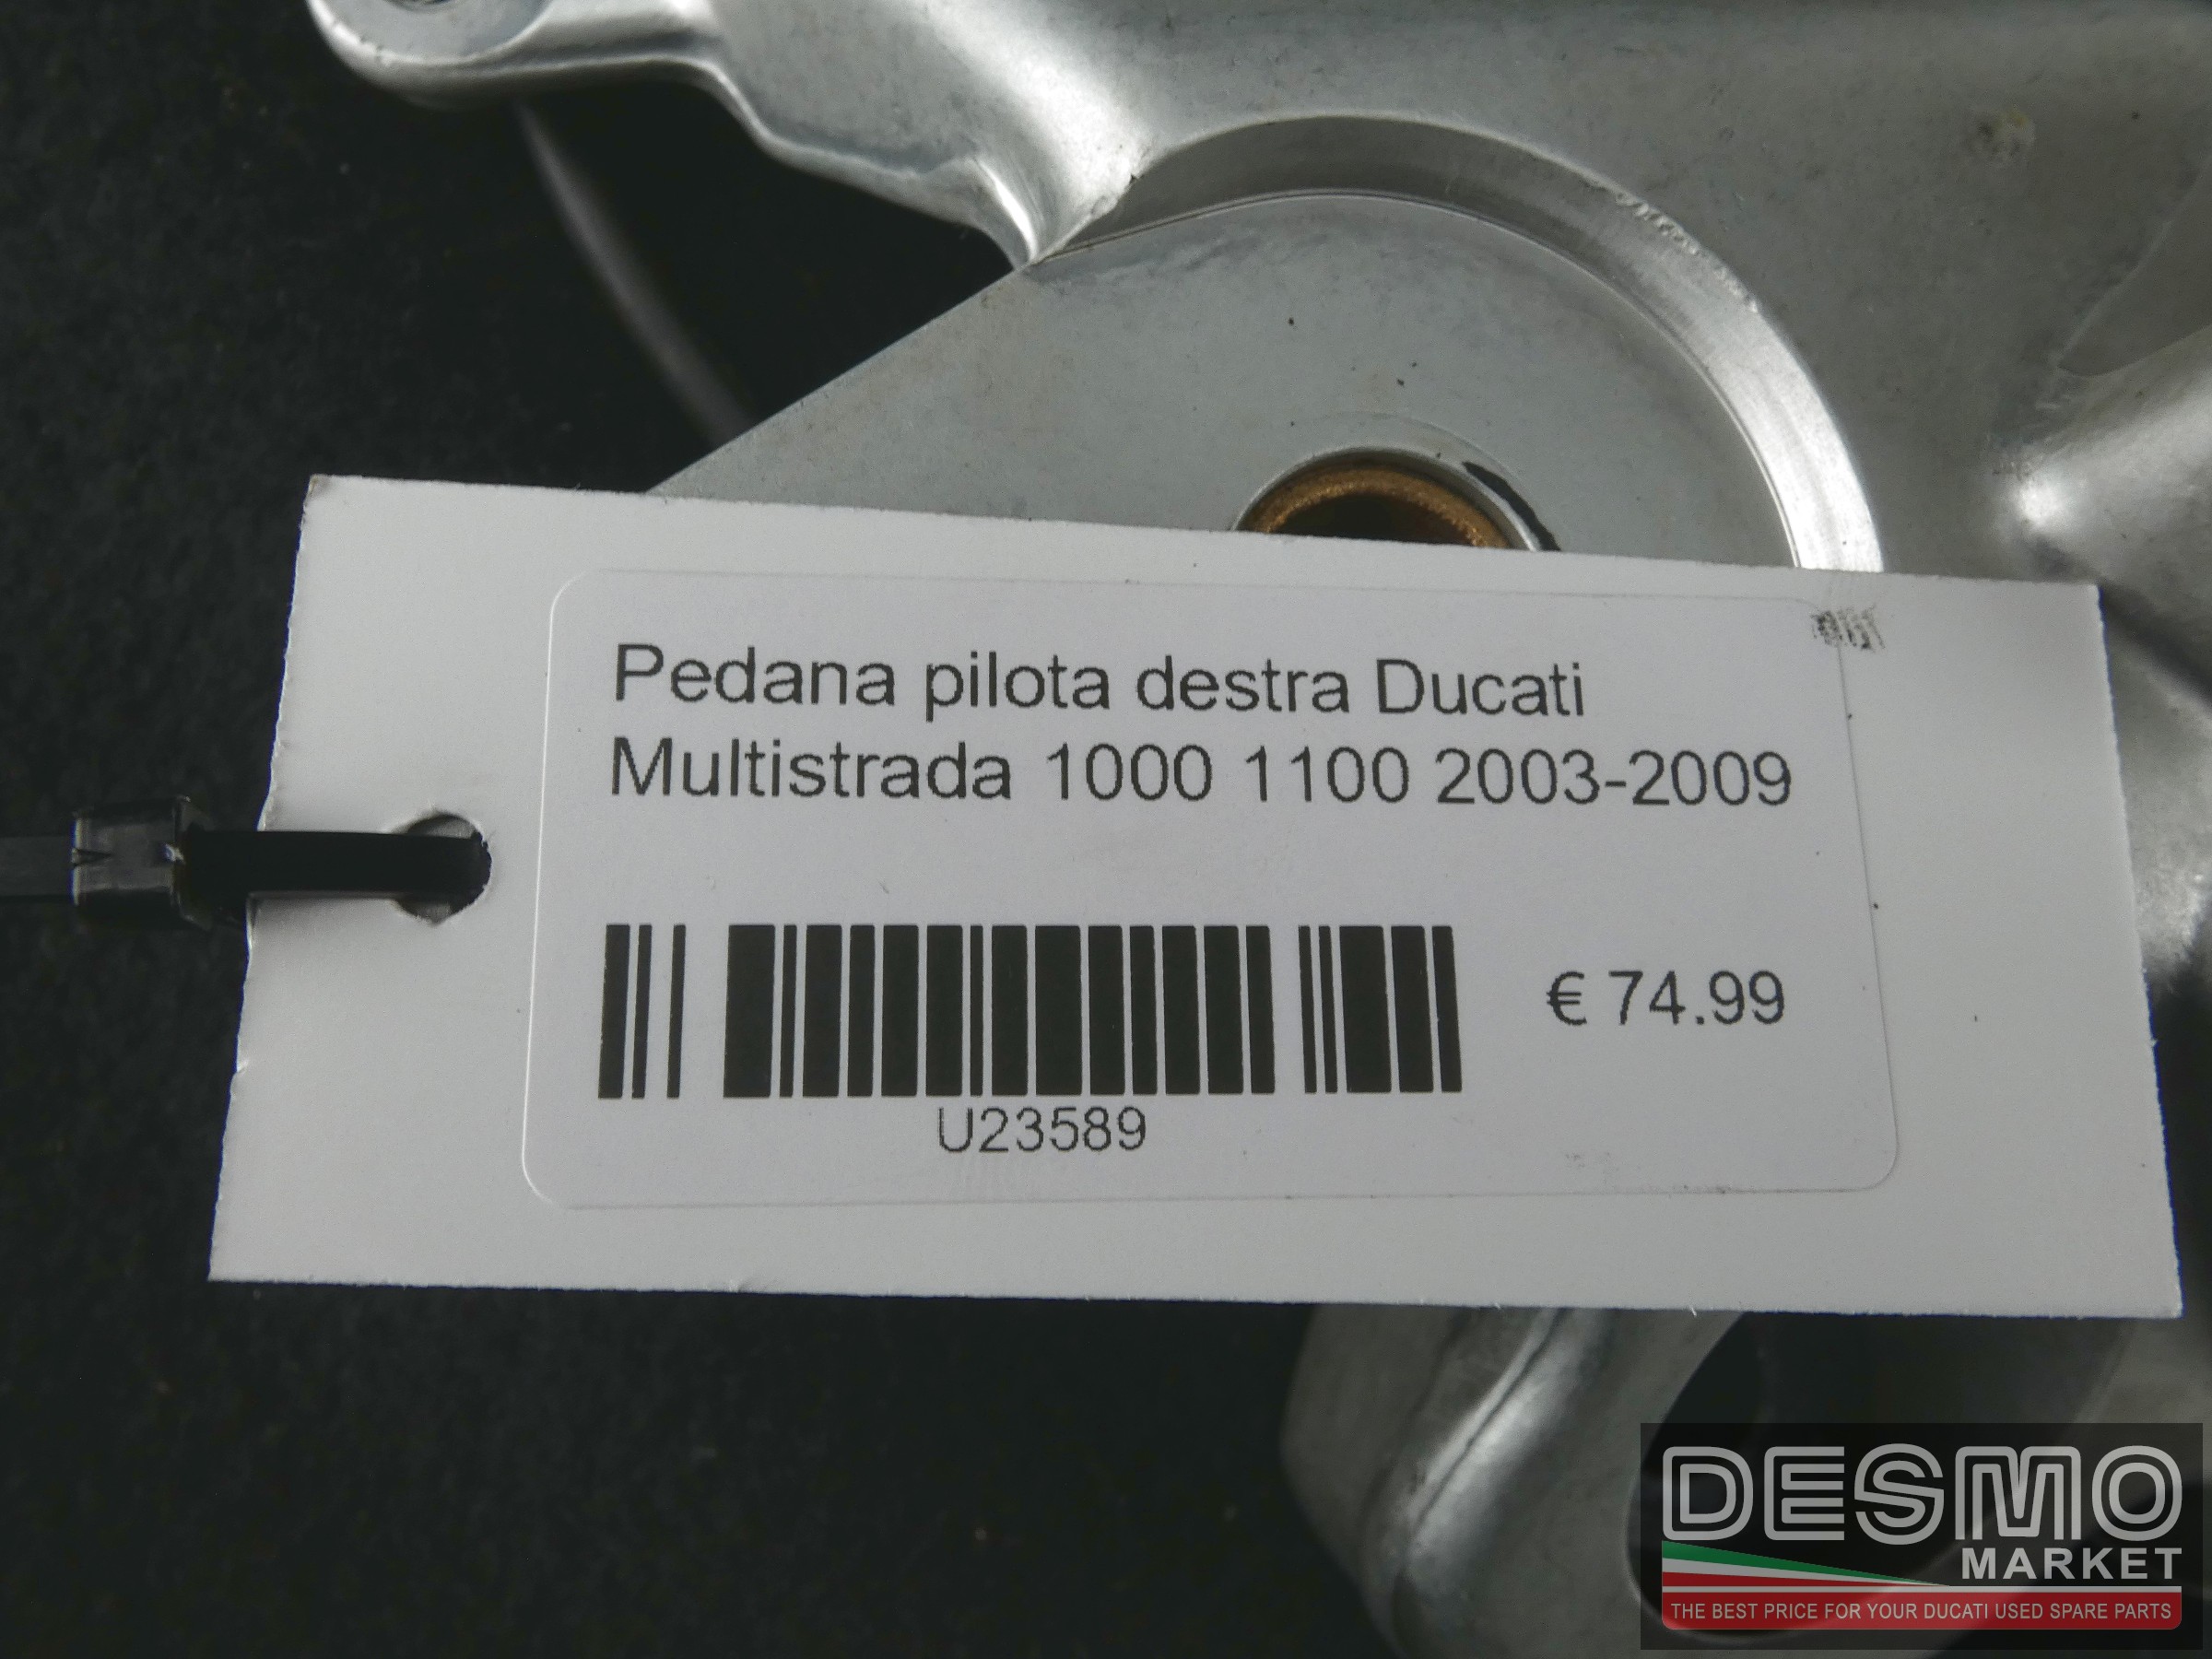 Pedana pilota destra Ducati
Multistrada 1000 1100 2003-2009
€ 74.99
U23589
DESMO
MARKET
THE BEST PRICE FOR YOUR DUCATI USED SPARE PARTS